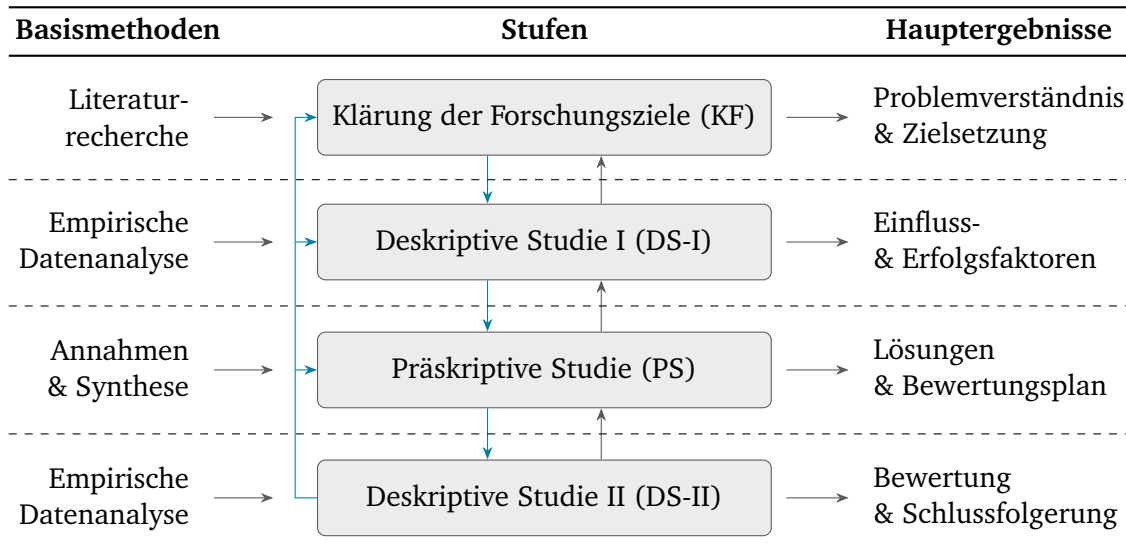 Basismethoden Stufen Hauptergebnisse
Literatur-
recherche
Klärung der Forschungsziele (KF)
Problemverständnis
& Zielsetzung
Empirische
Datenanalyse
Deskriptive Studie I (DS-I)
Einfluss-
& Erfolgsfaktoren
Annahmen
& Synthese
Präskriptive Studie (PS)
Lösungen
& Bewertungsplan
Empirische
Datenanalyse
Deskriptive Studie II (DS-II)
Bewertung
& Schlussfolgerung